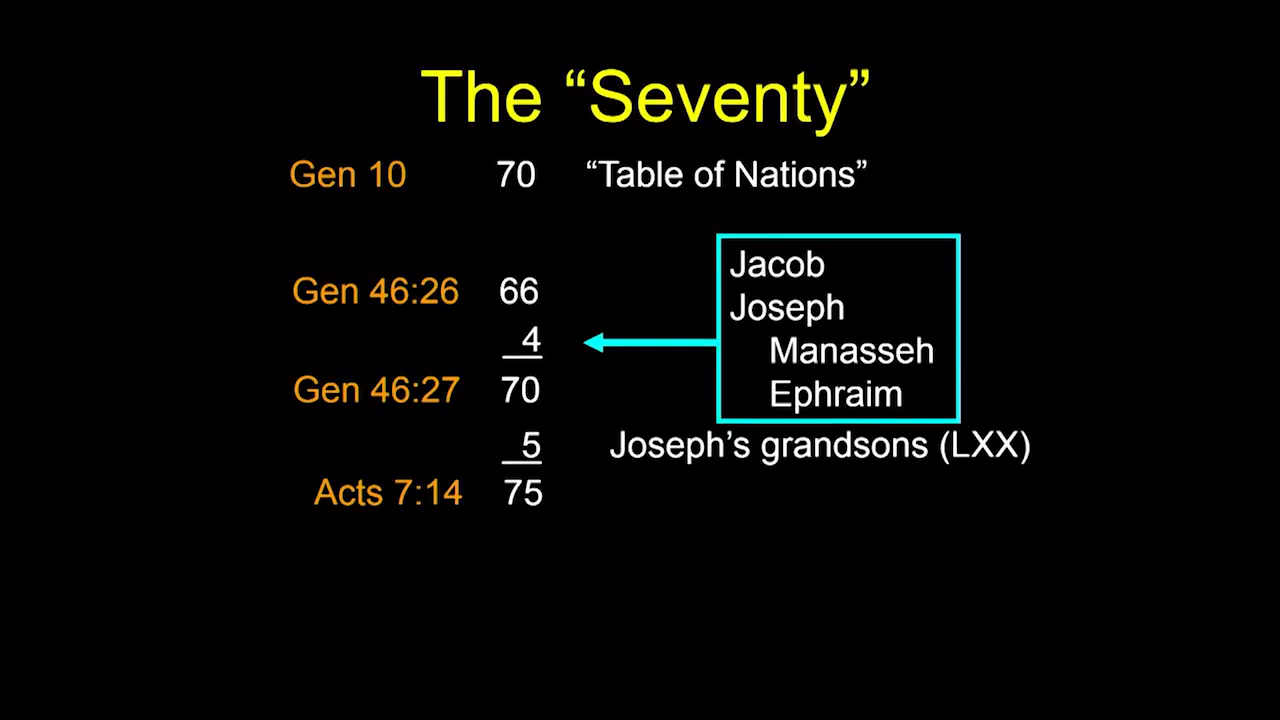 The “Seventy”
Gen 10 70 “Table of Nations”
Jacob
Gen 46:26 66
Joseph
4
Manasseh
Gen 46:27 70
Ephraim
5 Joseph’s grandsons (LXX)
Acts 7:14 75